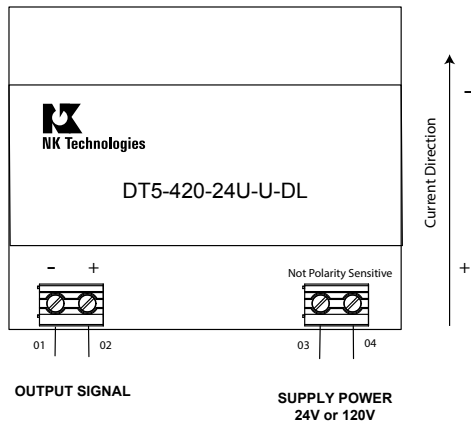 NK Technologies
DT5-420-24U-U-DL
Current Direction
-
+
- +
Not Polarity Sensitive
01 02 03 04
OUTPUT SIGNAL
SUPPLY POWER
24V or 120V